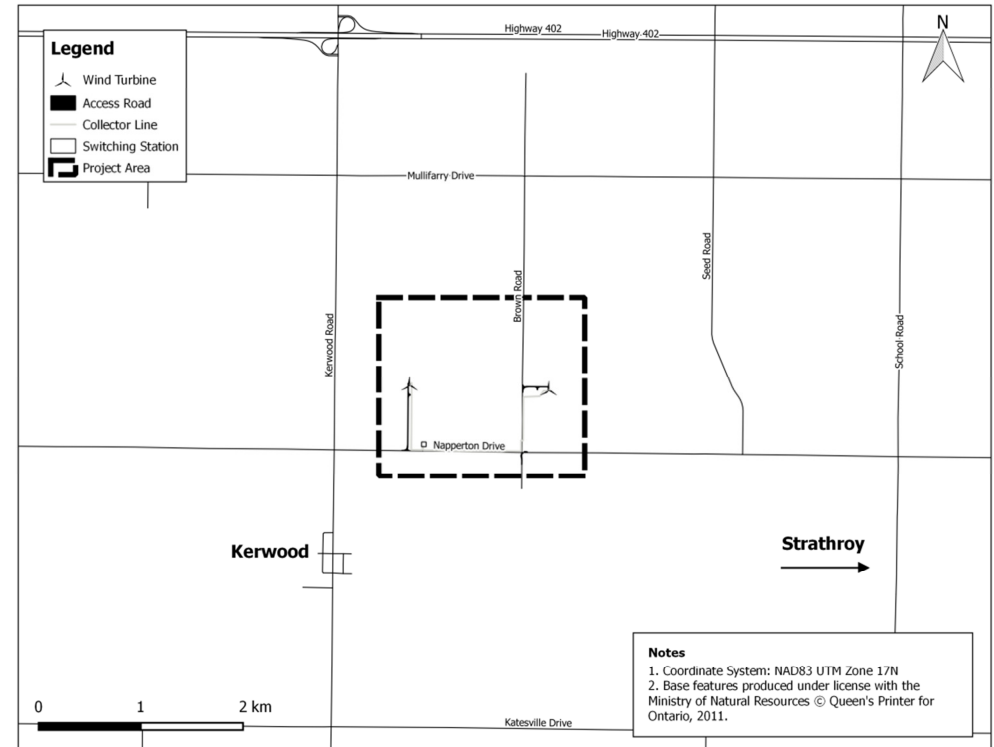 Highway 402
Highway 402
N
Legend
Wind Turbine
Access Road
Collector Line
Switching Station
Project Area
Mullifarry Drive
Kerwood Road
Brown Road
Seed Road
School Road
Napperton Drive
Kerwood
Strathroy
Notes
1. Coordinate System: NAD83 UTM Zone 17N
2. Base features produced under license with the
Ministry of Natural Resources © Queen's Printer for
Ontario, 2011.
0 1 2 km
Katesville Drive